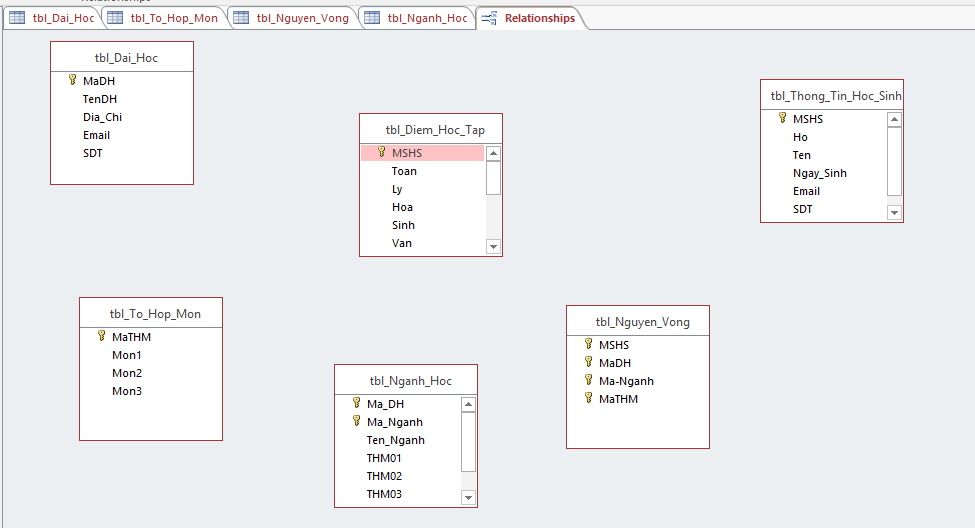 tbl_Dai_Hoc
tbl_To_Hop_Mon
tbl_Nguyen_Vong
tbl_Nganh_Hoc
Relationships
tbl_Dai_Hoc
MaDH
TenDH
Dia_Chi
Email
SDT
tbl_Diem_Hoc_Tap
MSHS
Toan
Ly
Hoa
Sinh
Van
tbl_Thong_Tin_Hoc_Sinh
MSHS
Ho
Ten
Ngay_Sinh
Email
SDT
tbl_To_Hop_Mon
MaTHM
Mon1
Mon2
Mon3
tbl_Nganh_Hoc
Ma_DH
Ma_Nganh
Ten_Nganh
THM01
THM02
THM03
tbl_Nguyen_Vong
MSHS
MaDH
Ma-Nganh
MaTHM